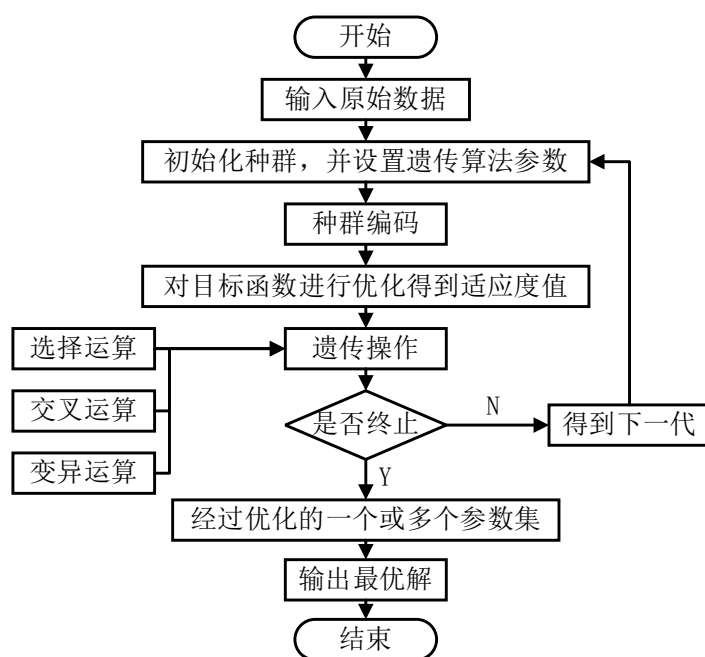 开始
输入原始数据
初始化种群，并设置遗传算法参数
种群编码
对目标函数进行优化得到适应度值
选择运算
遗传操作
交叉运算
是否终止
N
得到下一代
变异运算
Y
经过优化的一个或多个参数集
输出最优解
结束